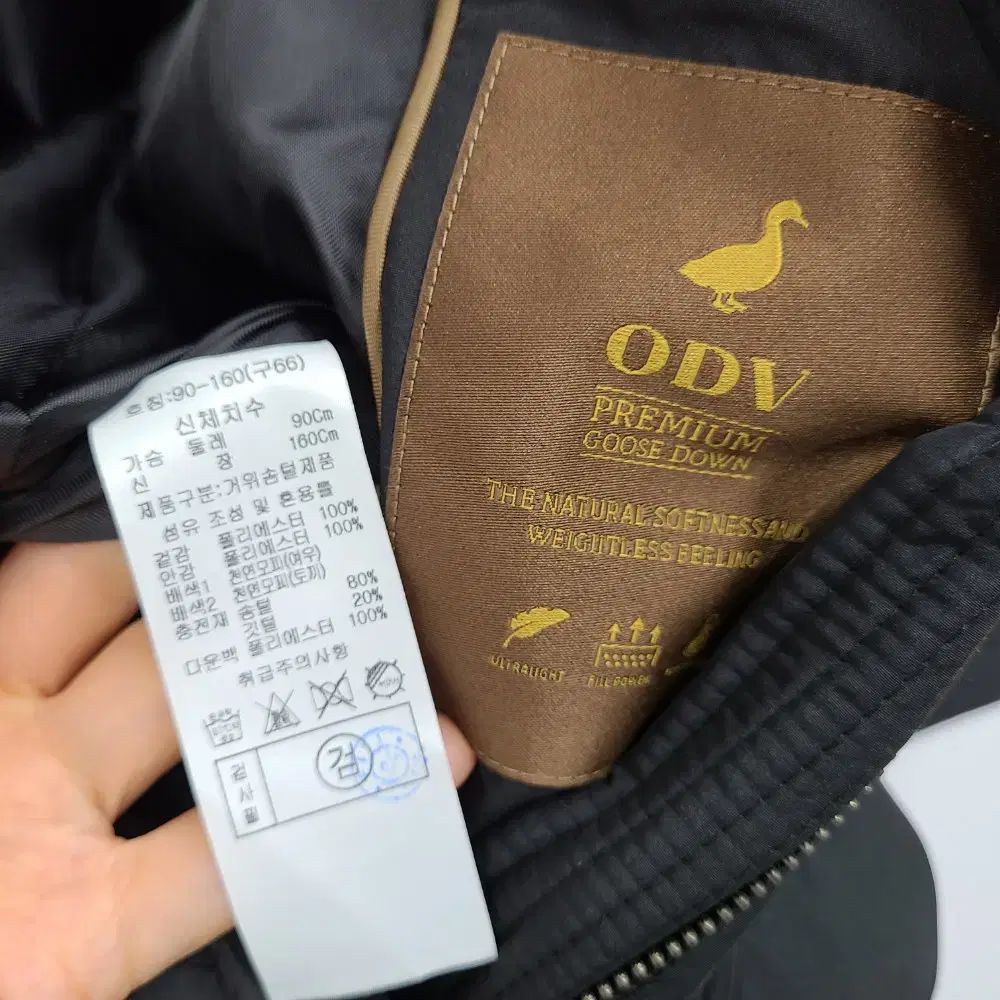 호칭:90-160(구66)
신체치수
가슴 둘레 90Cm
신 장 160Cm
제품구분:거위솜털제품
섬유 조성 및 혼용률
겉감 폴리에스터 100%
안감 폴리에스터 100%
배색1 천연모피(여우)
배색2 천연모피(토끼)
충전재 솜털 80%
깃털 20%
다운백 폴리에스터 100%
취급주의사항
검사필
검
ODV
PREMIUM
GOOSE DOWN
THE NATURAL SOFTNESS AND
WEIGHTLESS FEELING
ULTRALIGHT
FILL POWER